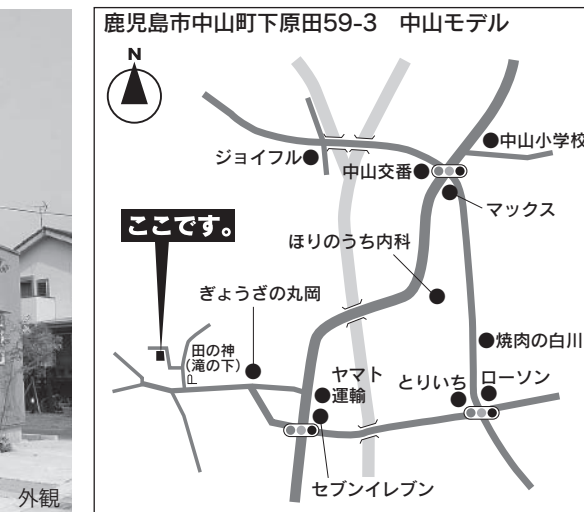 鹿児島市中山町下原田59-3　中山モデル
N
ジョイフル
中山小学校
中山交番
マックス
ここです。
ほりのうち内科
ぎょうざの丸岡
田の神
(滝の下)
P
焼肉の白川
ヤマト
運輸
とりいち
ローソン
セブンイレブン
外観